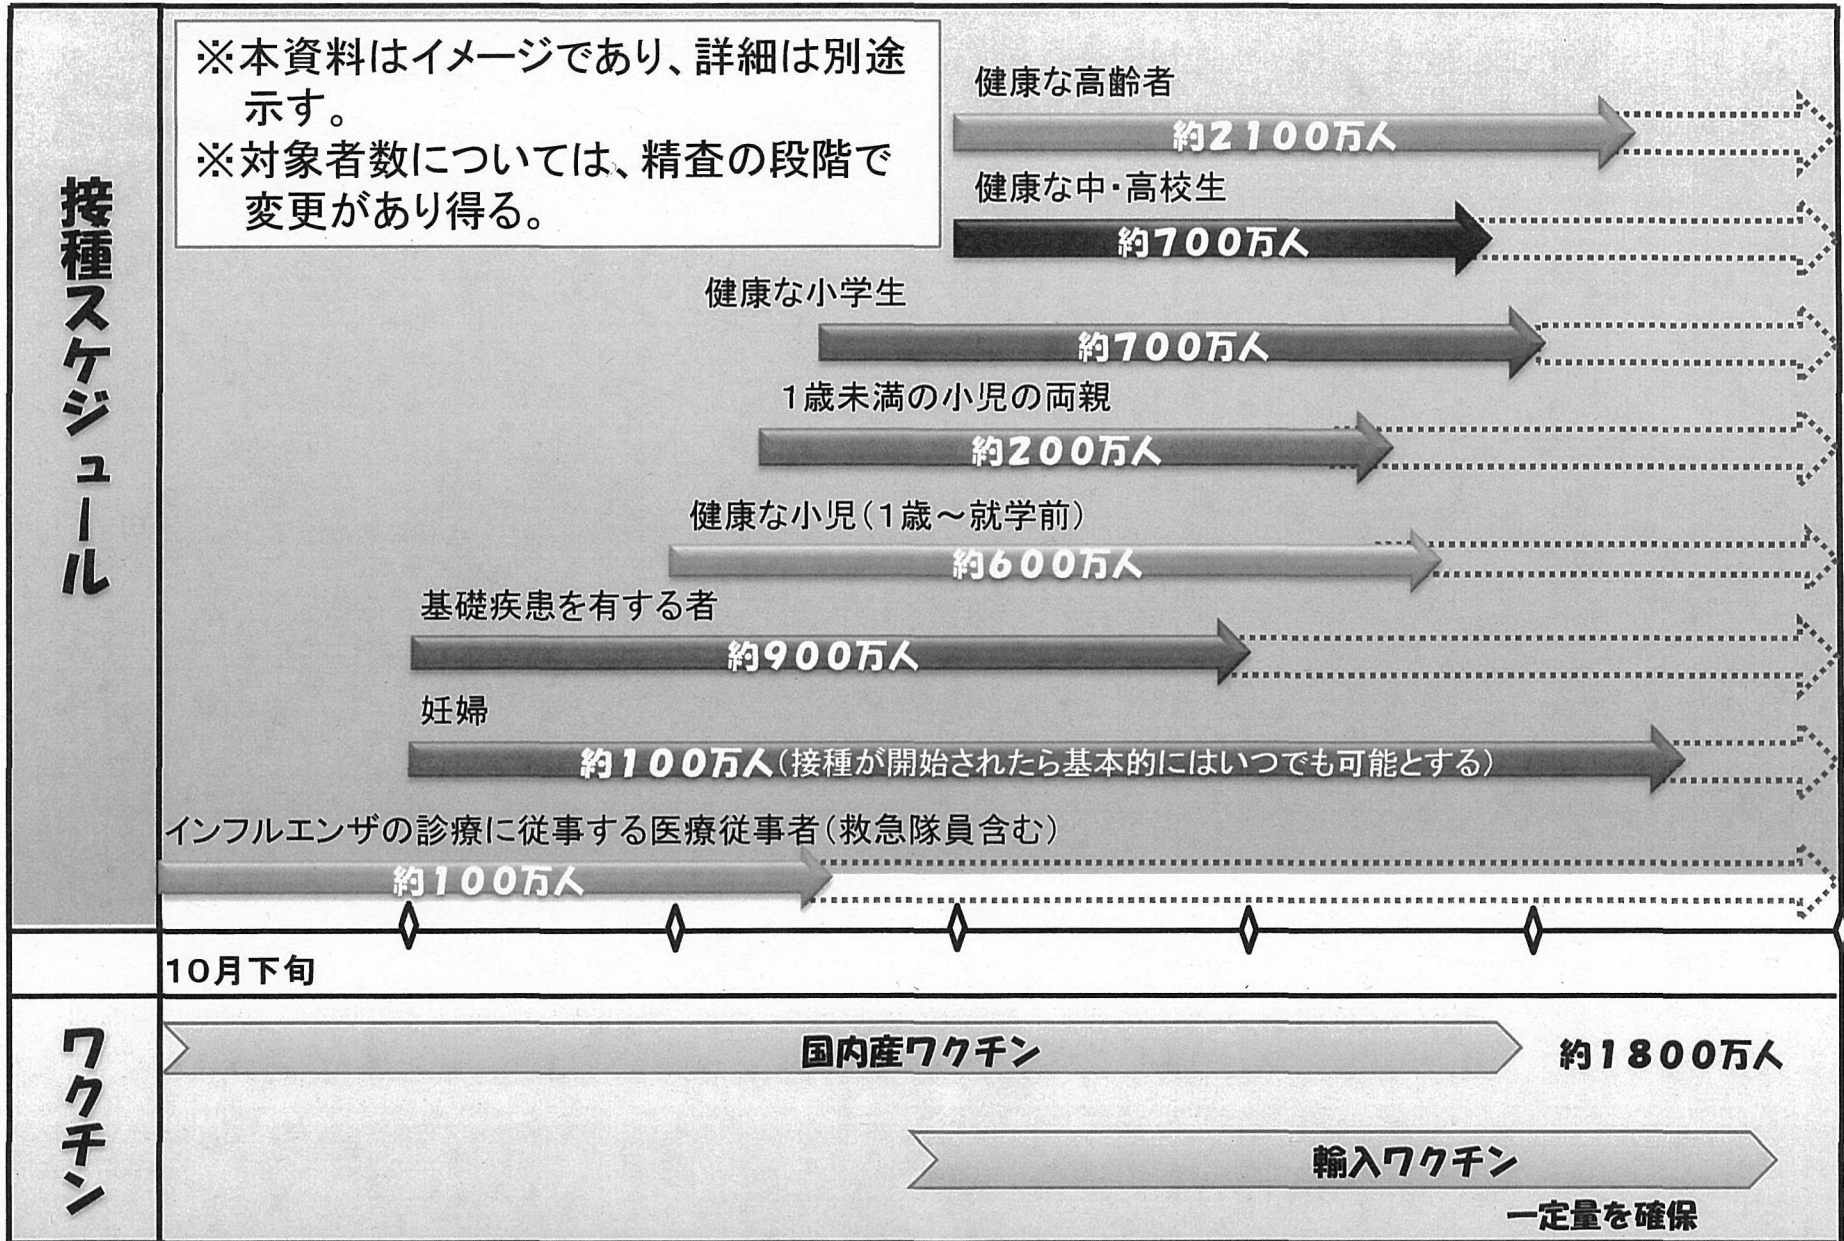 接種スケジュール
※本資料はイメージであり、詳細は別途
示す。
※対象者数については、精査の段階で
変更があり得る。
健康な高齢者
約2100万人
健康な中・高校生
約700万人
健康な小学生
約700万人
1歳未満の小児の両親
約200万人
健康な小児(1歳～就学前)
約600万人
基礎疾患を有する者
約900万人
妊婦
約100万人(接種が開始されたら基本的にはいつでも可能とする)
インフルエンザの診療に従事する医療従事者(救急隊員含む)
約100万人
10月下旬
ワクチン
国内産ワクチン
約1800万人
輸入ワクチン
一定量を確保